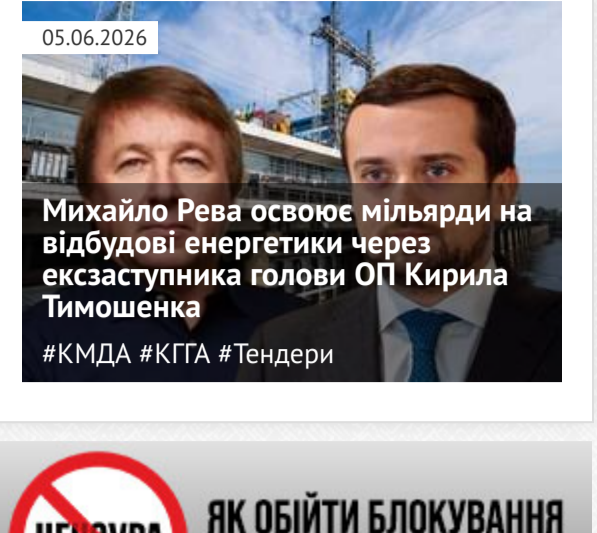 05.06.2026
Михайло Рева освоює мільярди на
відбудові енергетики через
ексзаступника голови ОП Кирила
Тимошенка
#КМДА #КГГА #Тендери
ЯК ОБІЙТИ БЛОКУВАННЯ